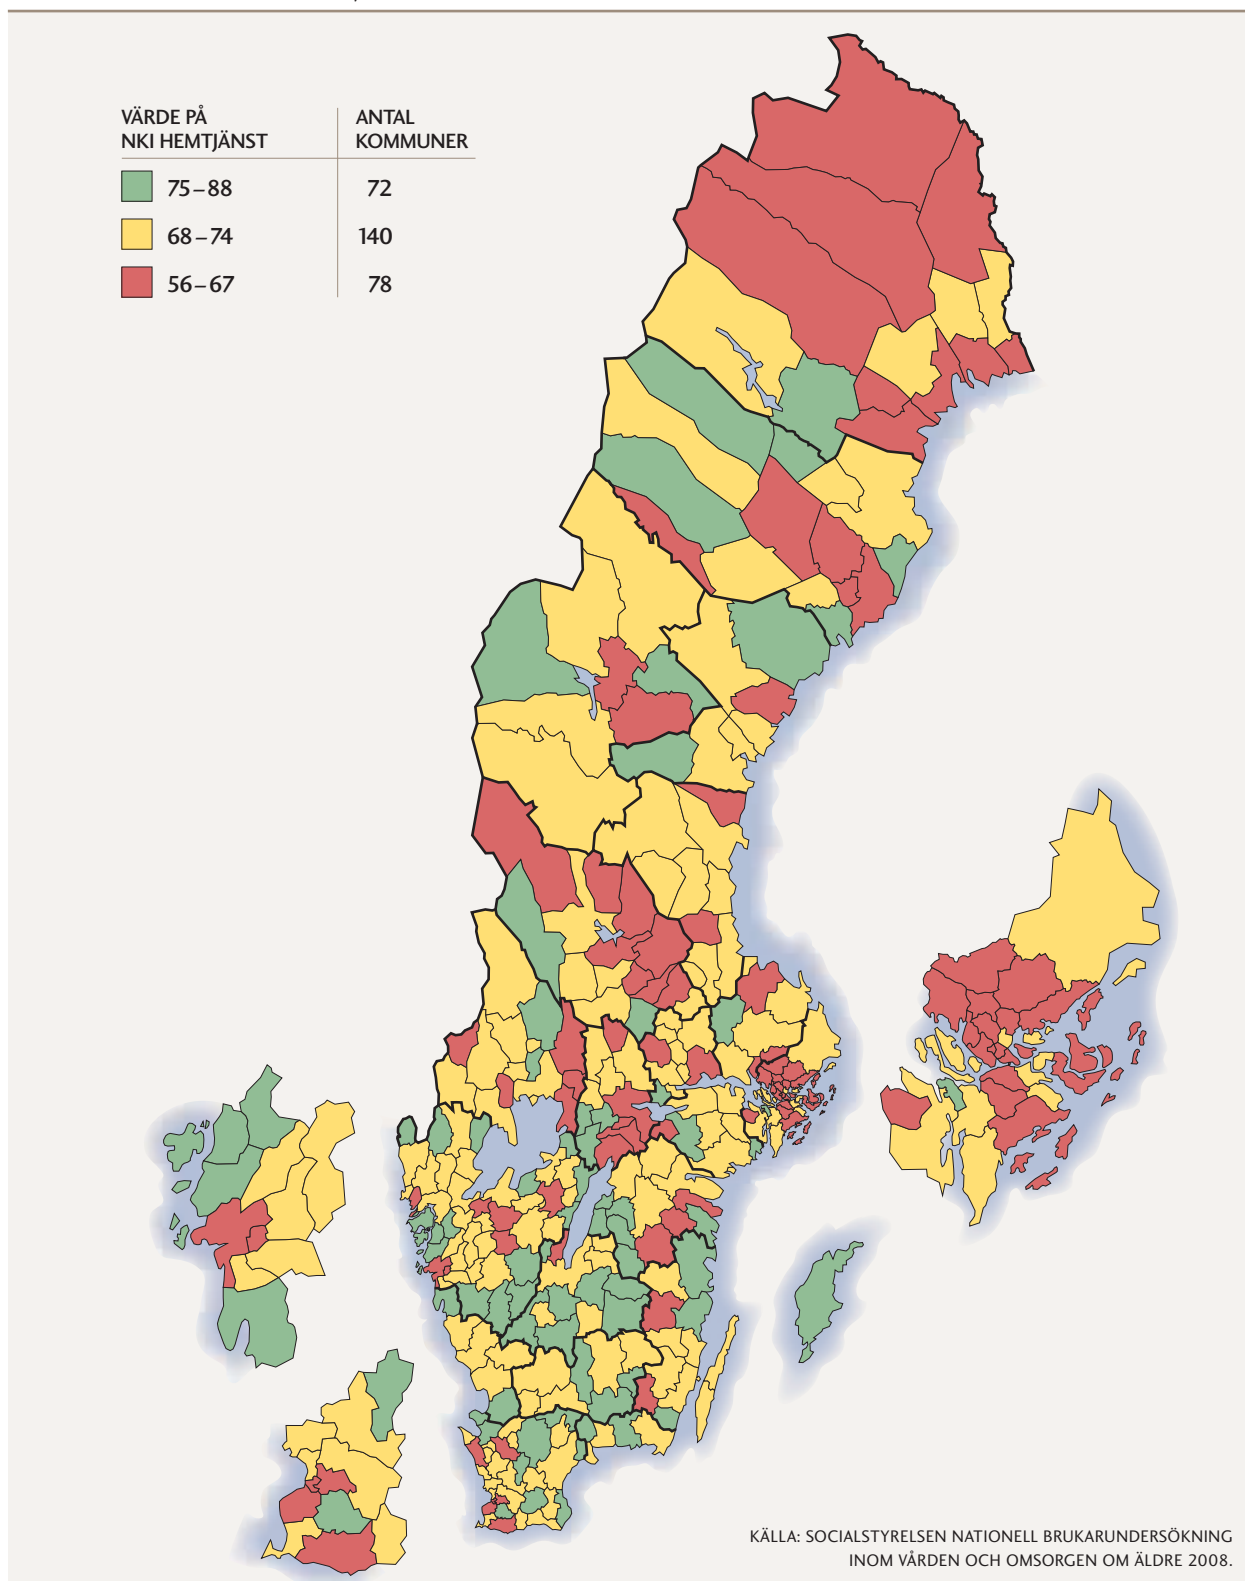 VÄRDE PÅ
NKI HEMTJÄNST
ANTAL
KOMMUNER
75–88 72
68–74 140
56–67 78
KÄLLA: SOCIALSTYRELSEN NATIONELL BRUKARUNDERSÖKNING
INOM VÅRDEN OCH OMSORGEN OM ÄLDRE 2008.